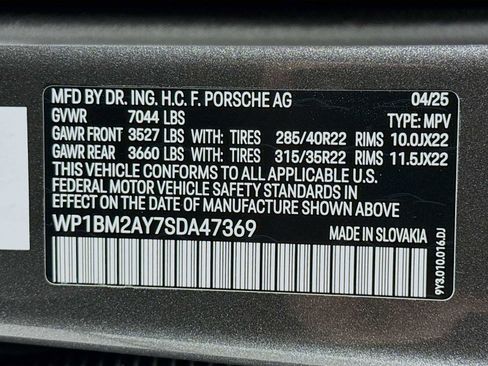 MFD BY DR. ING. H.C. F. PORSCHE AG 04/25
GVWR 7044 LBS TYPE: MPV
GAWR FRONT 3527 LBS WITH: TIRES 285/40R22 RIMS 10.0JX22
GAWR REAR 3660 LBS WITH: TIRES 315/35R22 RIMS 11.5JX22
THIS VEHICLE CONFORMS TO ALL APPLICABLE
FEDERAL MOTOR VEHICLE SAFETY STANDARDS IN
EFFECT ON THE DATE OF MANUFACTURE SHOWN ABOVE.
WP1BM2AY7SDA47369 MADE IN SLOVAKIA
9Y3.010.016.DJ